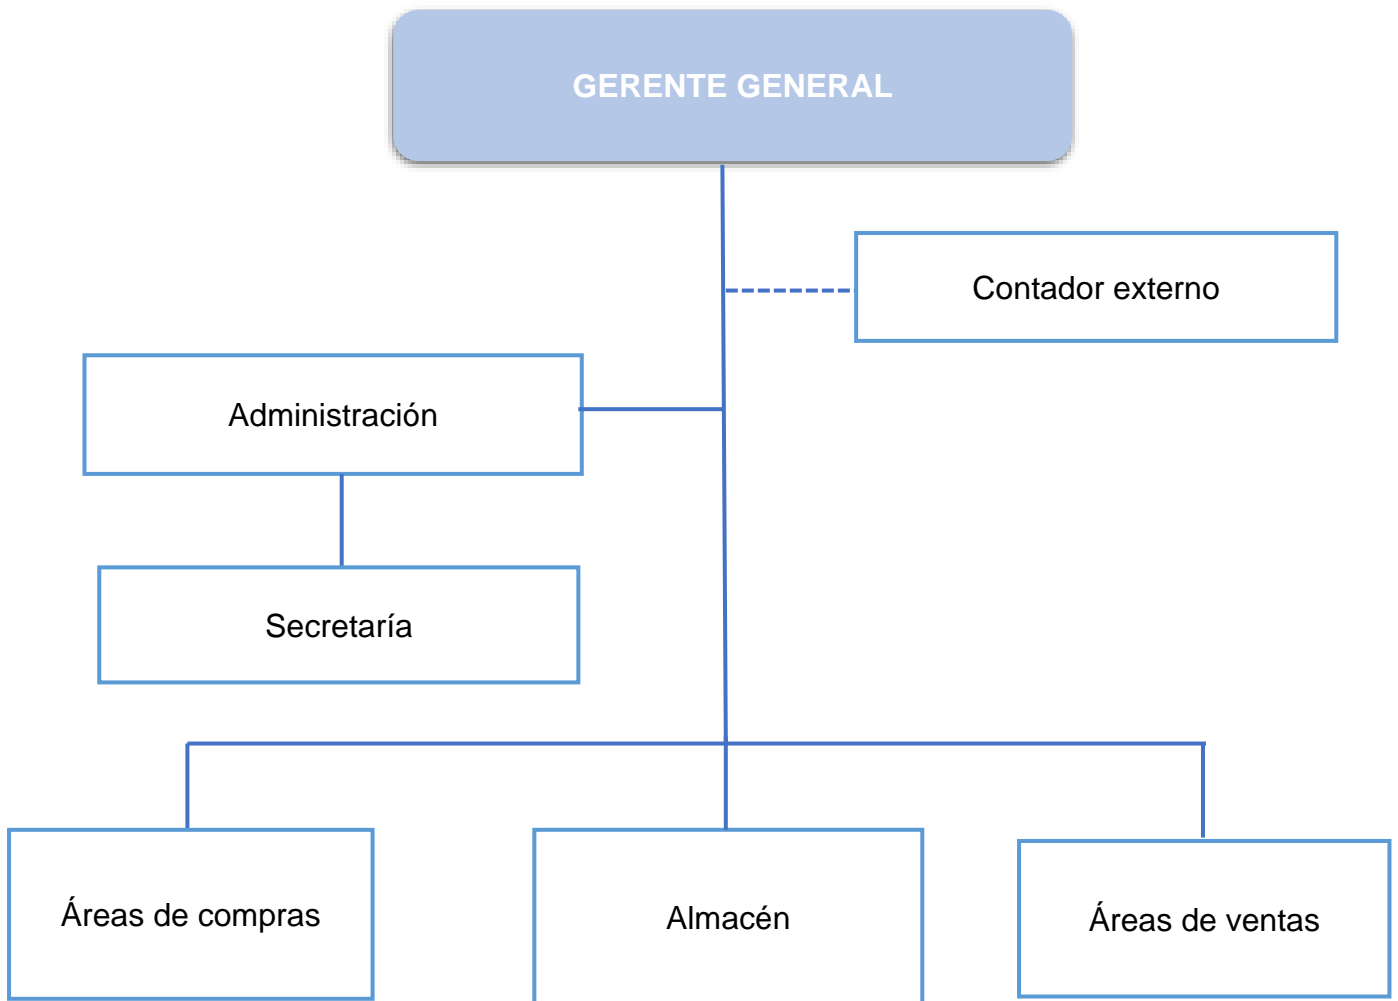 GERENTE GENERAL
Contador externo
Administración
Secretaría
Áreas de compras
Almacén
Áreas de ventas